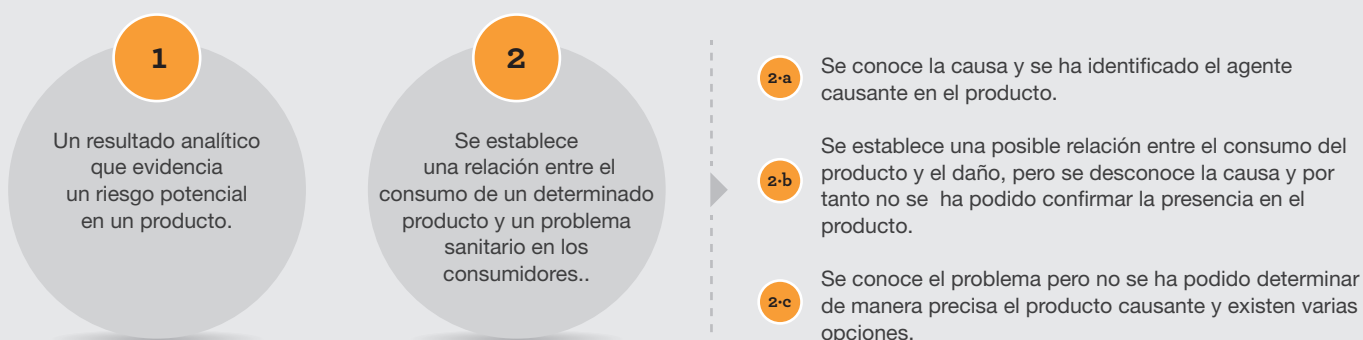 1
Un resultado analítico
que evidencia
un riesgo potencial
en un producto.
2
Se establece
una relación entre el
consumo de un determinado
producto y un problema
sanitario en los
consumidores..
2·a
Se conoce la causa y se ha identificado el agente
causante en el producto.
2·b
Se establece una posible relación entre el consumo del
producto y el daño, pero se desconoce la causa y por
tanto no se ha podido confirmar la presencia en el
producto.
2·c
Se conoce el problema pero no se ha podido determinar
de manera precisa el producto causante y existen varias
opciones.